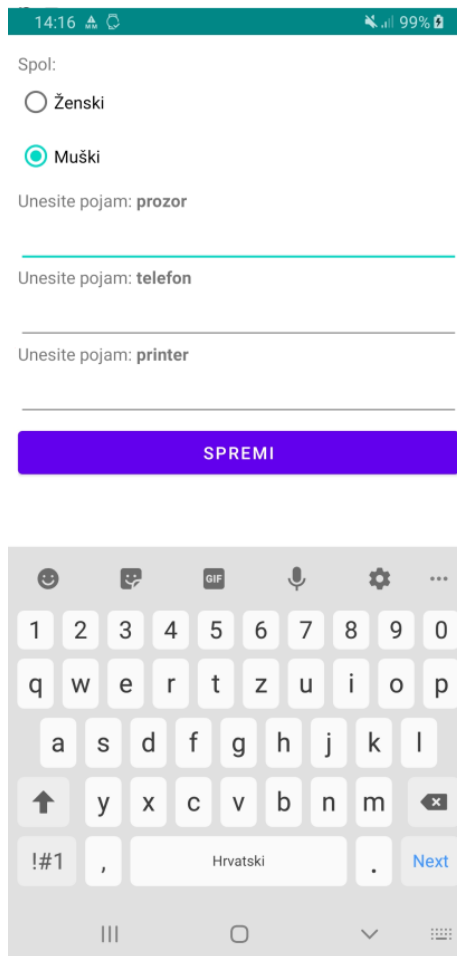 14:16 99%
Spol:
Ženski
Muški
Unesite pojam: prozor
Unesite pojam: telefon
Unesite pojam: printer
SPREMI
GIF
1 2 3 4 5 6 7 8 9 0
q w e r t z u i o p
a s d f g h j k l
y x c v b n m
!#1 , Hrvatski . Next